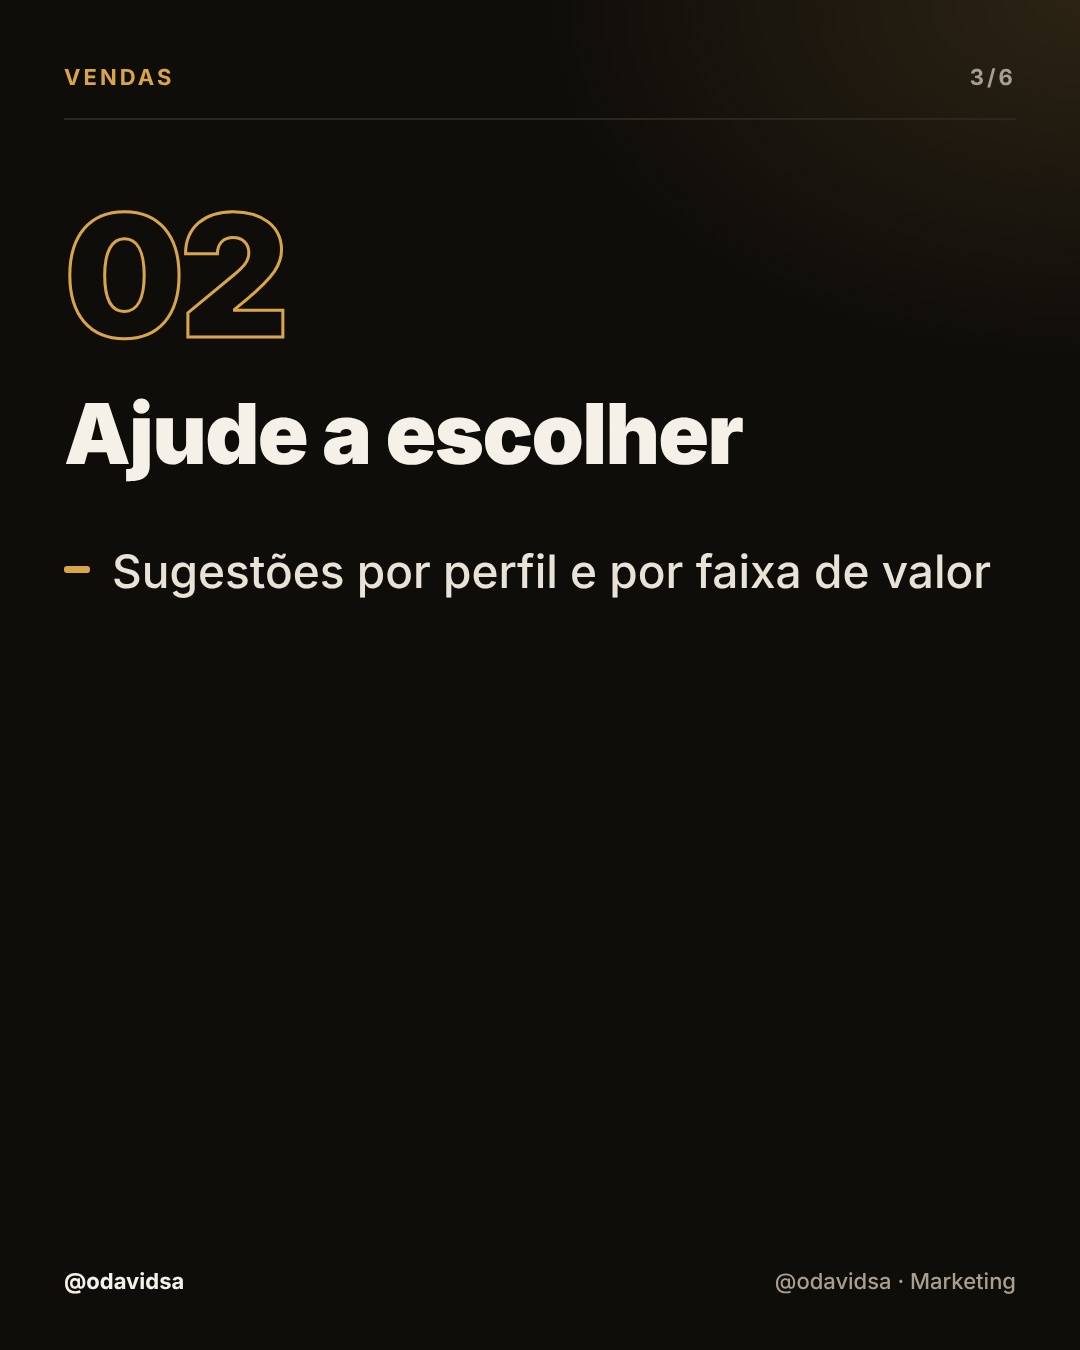 VENDAS
3/6
02
Ajude a escolher
– Sugestões por perfil e por faixa de valor
@odavidsa
@odavidsa · Marketing